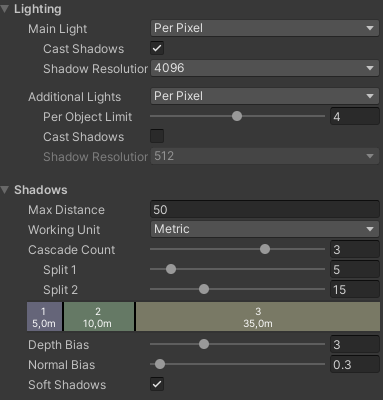 Lighting
Main Light Per Pixel
Cast Shadows
Shadow Resolution 4096
Additional Lights Per Pixel
Per Object Limit 4
Cast Shadows
Shadow Resolution 512
Shadows
Max Distance 50
Working Unit Metric
Cascade Count 3
Split 1 5
Split 2 15
1 2 3
5,0m 10,0m 35,0m
Depth Bias 3
Normal Bias 0.3
Soft Shadows